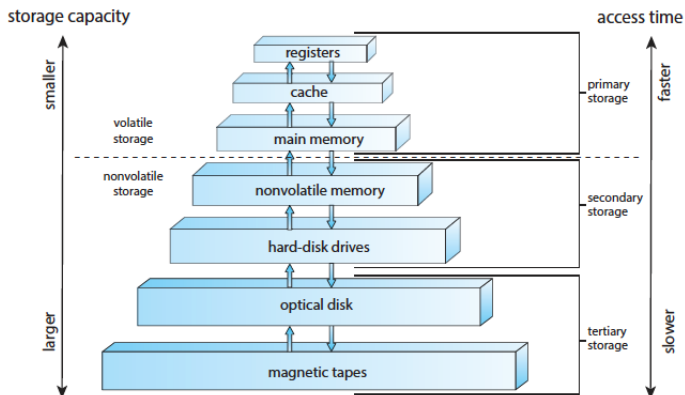 storage capacity
access time
smaller
registers
cache
primary
storage
faster
volatile
storage
main memory
nonvolatile
storage
nonvolatile memory
secondary
storage
hard-disk drives
optical disk
larger
tertiary
storage
slower
magnetic tapes